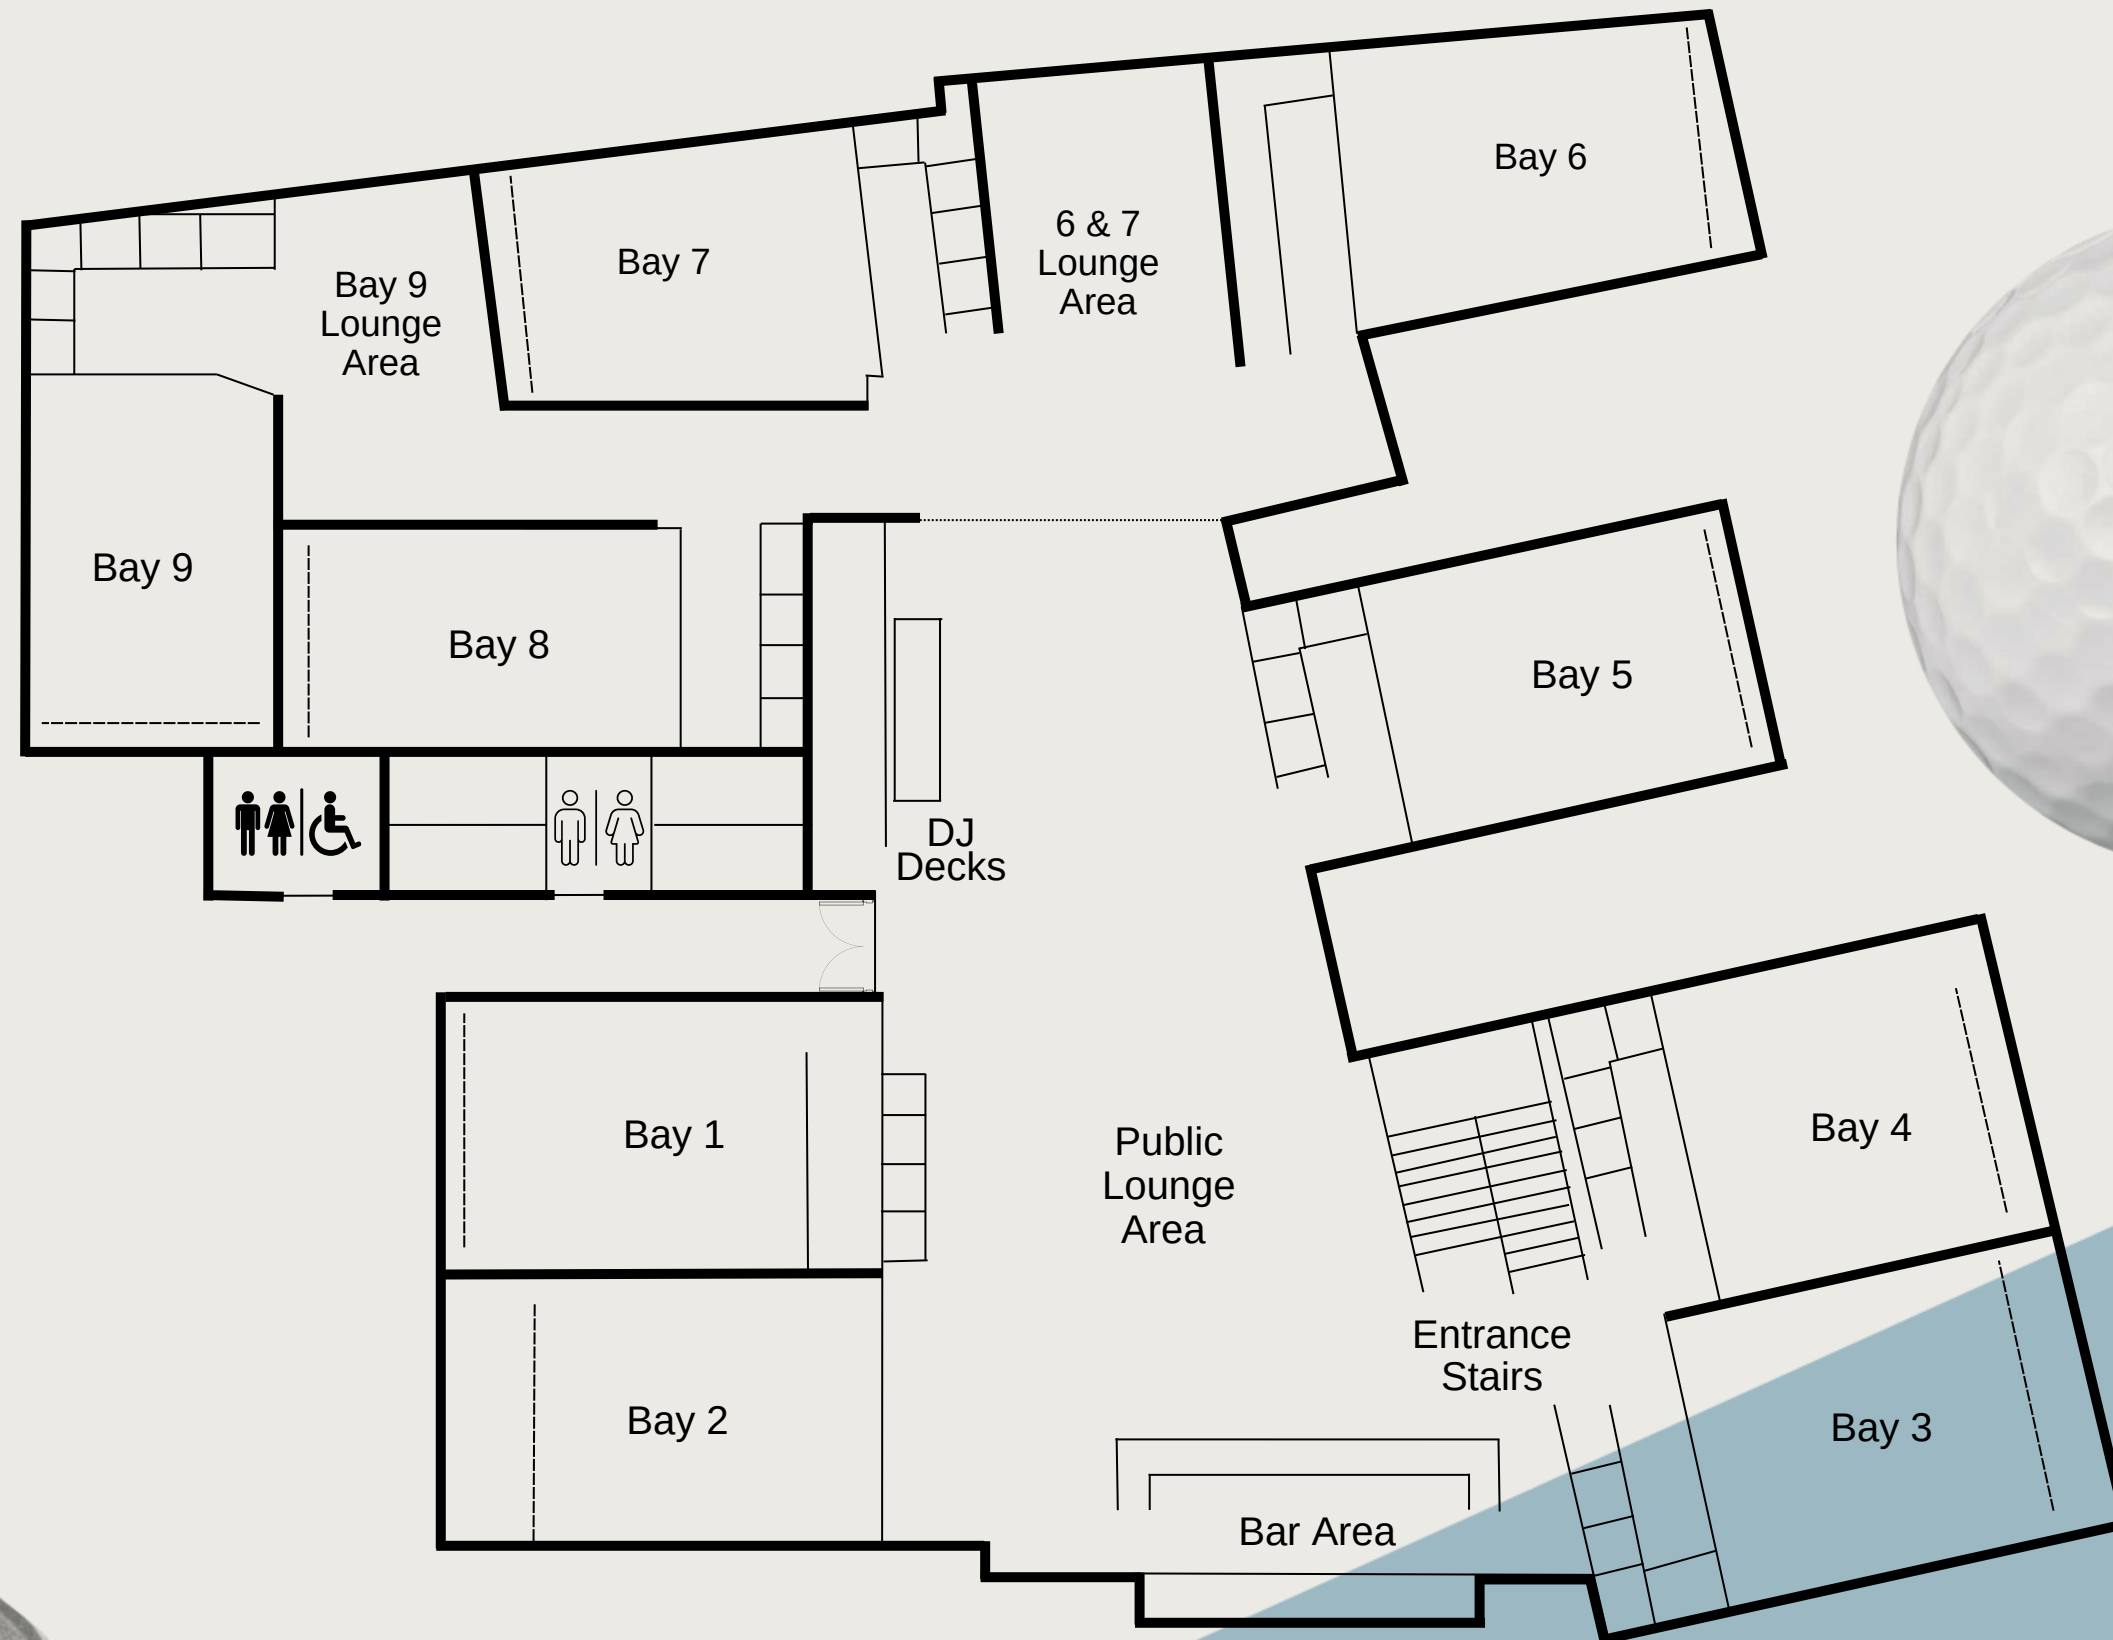 Bay 6
6 & 7
Lounge
Area
Bay 7
Bay 9
Lounge
Area
Bay 9
Bay 8
Bay 5
DJ
Decks
Bay 1
Public
Lounge
Area
Bay 4
Entrance
Stairs
Bay 2
Bay 3
Bar Area